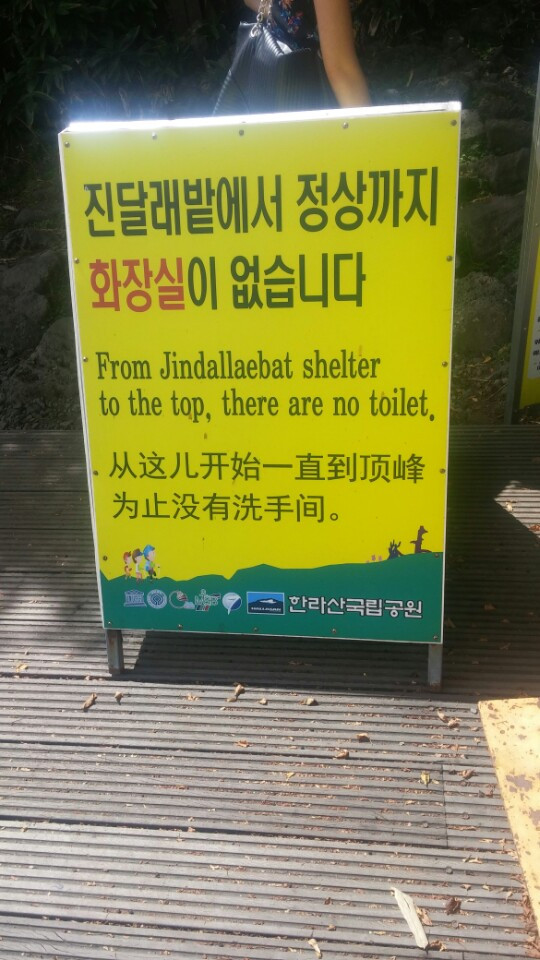 진달래밭에서 정상까지
화장실이 없습니다
From Jindallaebat shelter
to the top, there are no toilet.
从这儿开始一直到顶峰
为止没有洗手间。
한라산국립공원